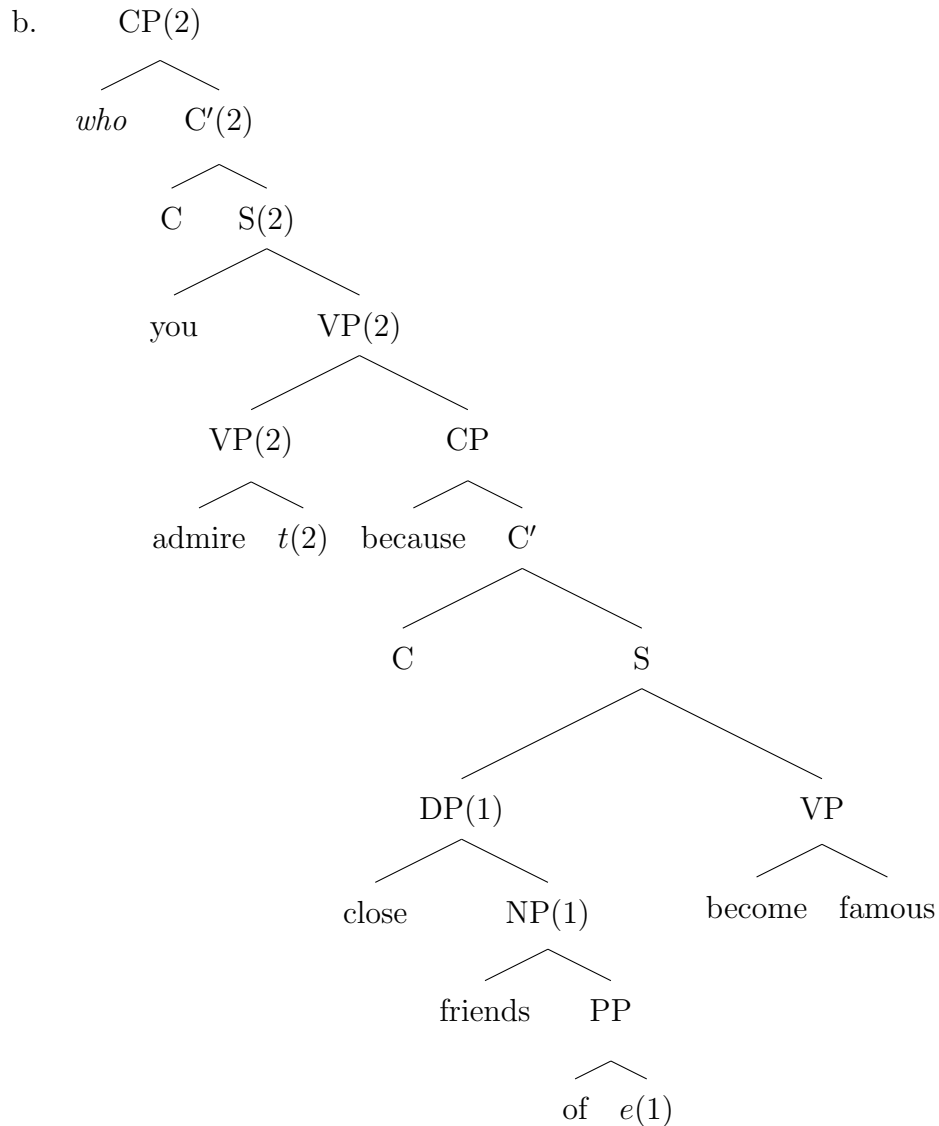 b. CP(2)
who C′(2)
C S(2)
you VP(2)
VP(2) CP
admire t(2) because C′
C S
DP(1) VP
close NP(1) become famous
friends PP
of e(1)